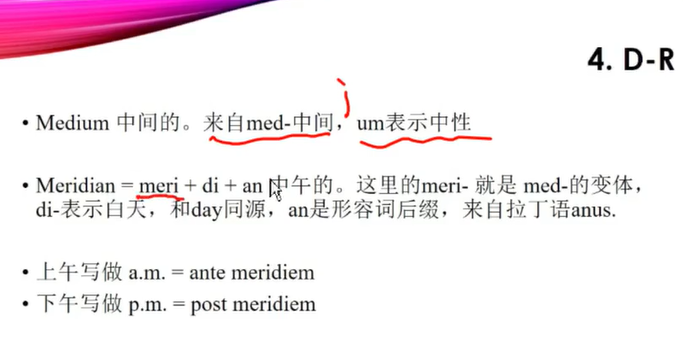 4. D-R
• Medium 中间的。来自med-中间，um表示中性
• Meridian = meri + di + an 中午的。这里的meri- 就是 med-的变体，
di-表示白天，和day同源，an是形容词后缀，来自拉丁语anus.
• 上午写做 a.m. = ante meridiem
• 下午写做 p.m. = post meridiem